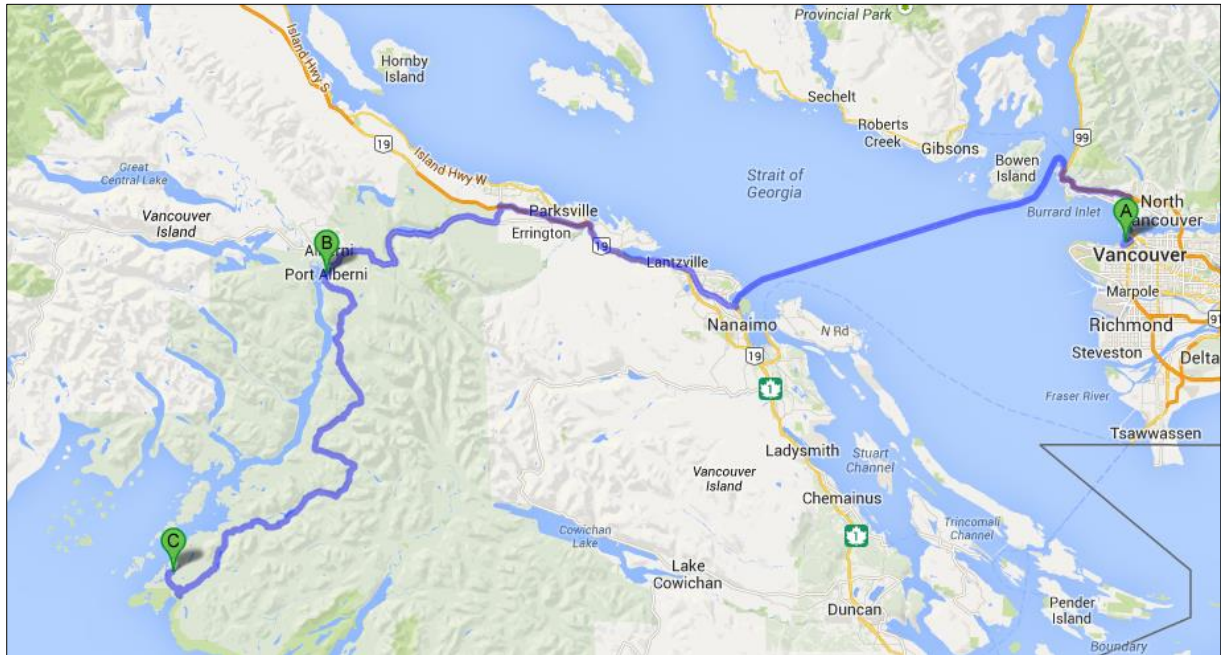 Provincial Park
Island Hwy S
Hornby
Island
Sechelt
Roberts
Creek
Gibsons
99
19
Island Hwy W
Bowen
Island
Strait of
Georgia
Great
Central Lake
Vancouver
Island
Parksville
Errington
19
Burrard Inlet
A
North
Vancouver
Vancouver
B
Alberni
Port Alberni
Lantzville
Marpole
Richmond
91
Steveston
Delta
Nanaimo
N Rd
19
1
Fraser River
Tsawwassen
Ladysmith
Stuart
Channel
Vancouver
Island
Chemainus
Trincomali
Channel
1
Cowichan
Lake
C
Lake
Cowichan
Duncan
Pender
Island
Boundary